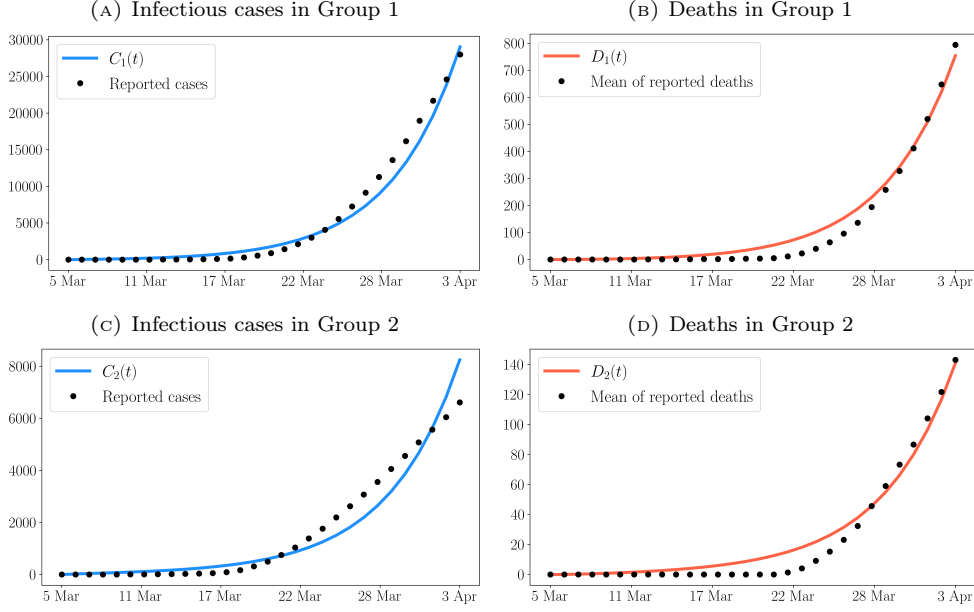 (A) Infectious cases in Group 1
30000
25000
20000
15000
10000
5000
0
C₁(t)
Reported cases
5 Mar 11 Mar 17 Mar 22 Mar 28 Mar 3 Apr
(B) Deaths in Group 1
800
700
600
500
400
300
200
100
0
D₁(t)
Mean of reported deaths
5 Mar 11 Mar 17 Mar 22 Mar 28 Mar 3 Apr
(C) Infectious cases in Group 2
8000
6000
4000
2000
0
C₂(t)
Reported cases
5 Mar 11 Mar 17 Mar 22 Mar 28 Mar 3 Apr
(D) Deaths in Group 2
140
120
100
80
60
40
20
0
D₂(t)
Mean of reported deaths
5 Mar 11 Mar 17 Mar 22 Mar 28 Mar 3 Apr